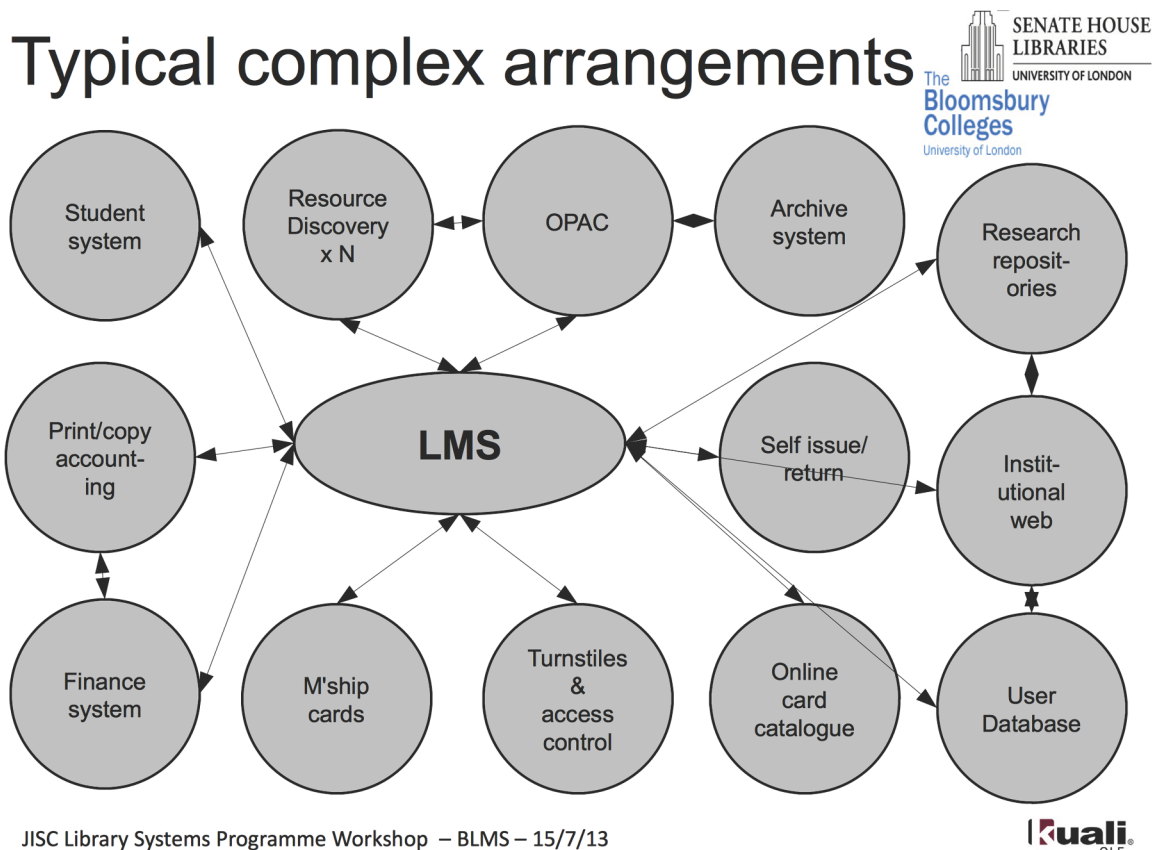 Typical complex arrangements
SENATE HOUSE
LIBRARIES
UNIVERSITY OF LONDON
The
Bloomsbury
Colleges
University of London
Student
system
Resource
Discovery
x N
OPAC
Archive
system
Research
reposit-
ories
Print/copy
account-
ing
LMS
Self issue/
return
Instit-
utional
web
Finance
system
M'ship
cards
Turnstiles
&
access
control
Online
card
catalogue
User
Database
JISC Library Systems Programme Workshop – BLMS – 15/7/13
Kuali